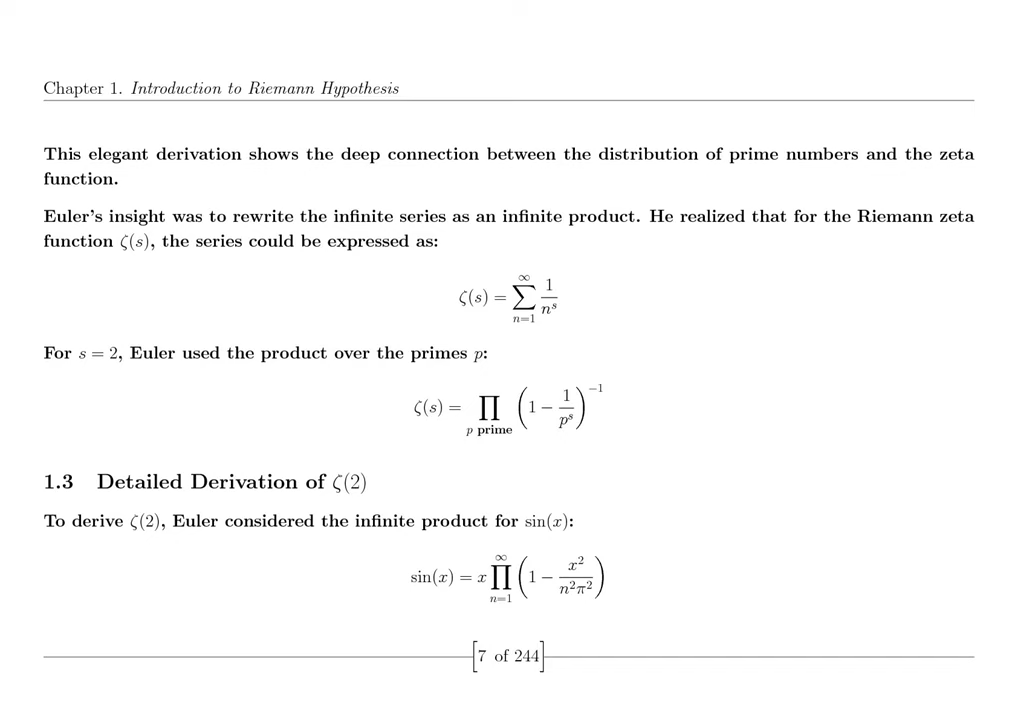 Chapter 1. Introduction to Riemann Hypothesis
This elegant derivation shows the deep connection between the distribution of prime numbers and the zeta
function.
Euler's insight was to rewrite the infinite series as an infinite product. He realized that for the Riemann zeta
function ζ(s), the series could be expressed as:
ζ(s) = ∑_{n=1}^{∞} 1/n^s
For s = 2, Euler used the product over the primes p:
ζ(s) = ∏_{p prime} (1 − 1/p^s)^{−1}
1.3 Detailed Derivation of ζ(2)
To derive ζ(2), Euler considered the infinite product for sin(x):
sin(x) = x ∏_{n=1}^{∞} (1 − x^2/(n^2π^2))
[7 of 244]